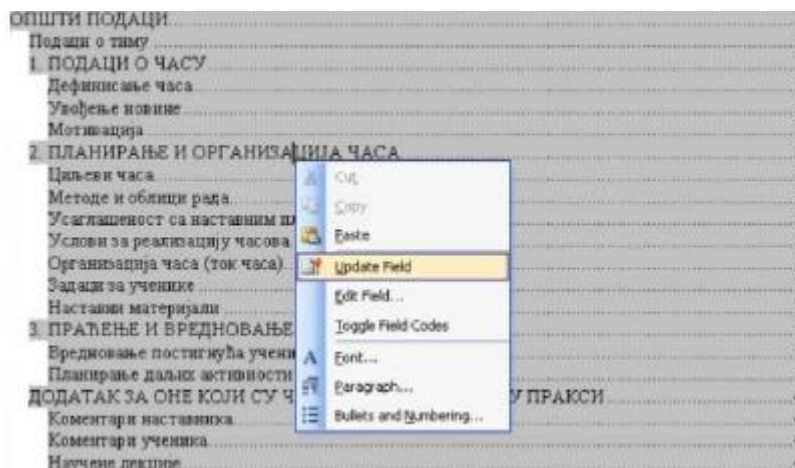 ОПШТИ ПОДАЦИ
Подаци о тиму
1. ПОДАЦИ О ЧАСУ
Дефинисање часа
Увођење новине
Мотивација
2. ПЛАНИРАЊЕ И ОРГАНИЗАЦИЈА ЧАСА
Циљеви часа
Методе и облици рада
Усаглашеност са наставним
Услови за реализацију часова
Организација часа (ток часа)
Задаци за ученике
Наставни материјали
3. ПРАЋЕЊЕ И ВРЕДНОВАЊЕ
Вредновање постигнућа учени
Планирање даљих активности
ДОДАТАК ЗА ОНЕ КОЈИ СУ Ч У ПРАКСИ
Коментари наставника
Коментари ученика
Научене лекције
Cut
Copy
Paste
Update Field
Edit Field...
Toggle Field Codes
Font...
Paragraph...
Bullets and Numbering...